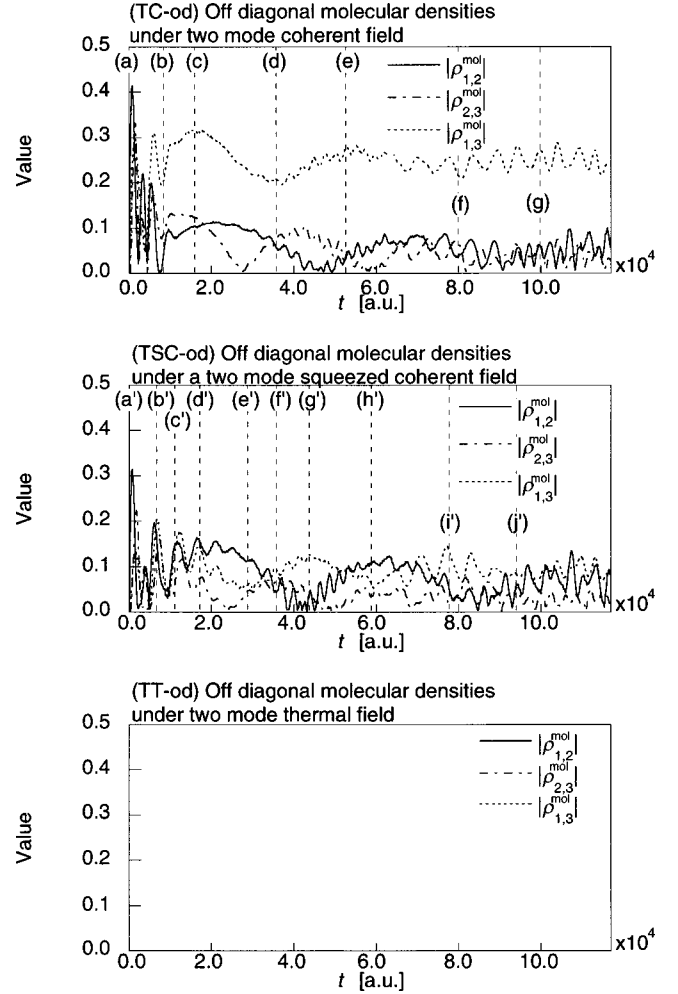 (TC-od) Off diagonal molecular densities
under two mode coherent field
0.5
(a) (b) (c) (d) (e)
|ρ^mol_1,2|
|ρ^mol_2,3|
|ρ^mol_1,3|
0.4
0.3
0.2
0.1
0.0
Value
(f) (g)
0.0 2.0 4.0 6.0 8.0 10.0
x10^4
t [a.u.]
(TSC-od) Off diagonal molecular densities
under a two mode squeezed coherent field
0.5
(a') (b') (c') (d') (e') (f') (g') (h')
|ρ^mol_1,2|
|ρ^mol_2,3|
|ρ^mol_1,3|
0.4
0.3
0.2
0.1
0.0
Value
(i') (j')
0.0 2.0 4.0 6.0 8.0 10.0
x10^4
t [a.u.]
(TT-od) Off diagonal molecular densities
under two mode thermal field
0.5
|ρ^mol_1,2|
|ρ^mol_2,3|
|ρ^mol_1,3|
0.4
0.3
0.2
0.1
0.0
Value
0.0 2.0 4.0 6.0 8.0 10.0
x10^4
t [a.u.]